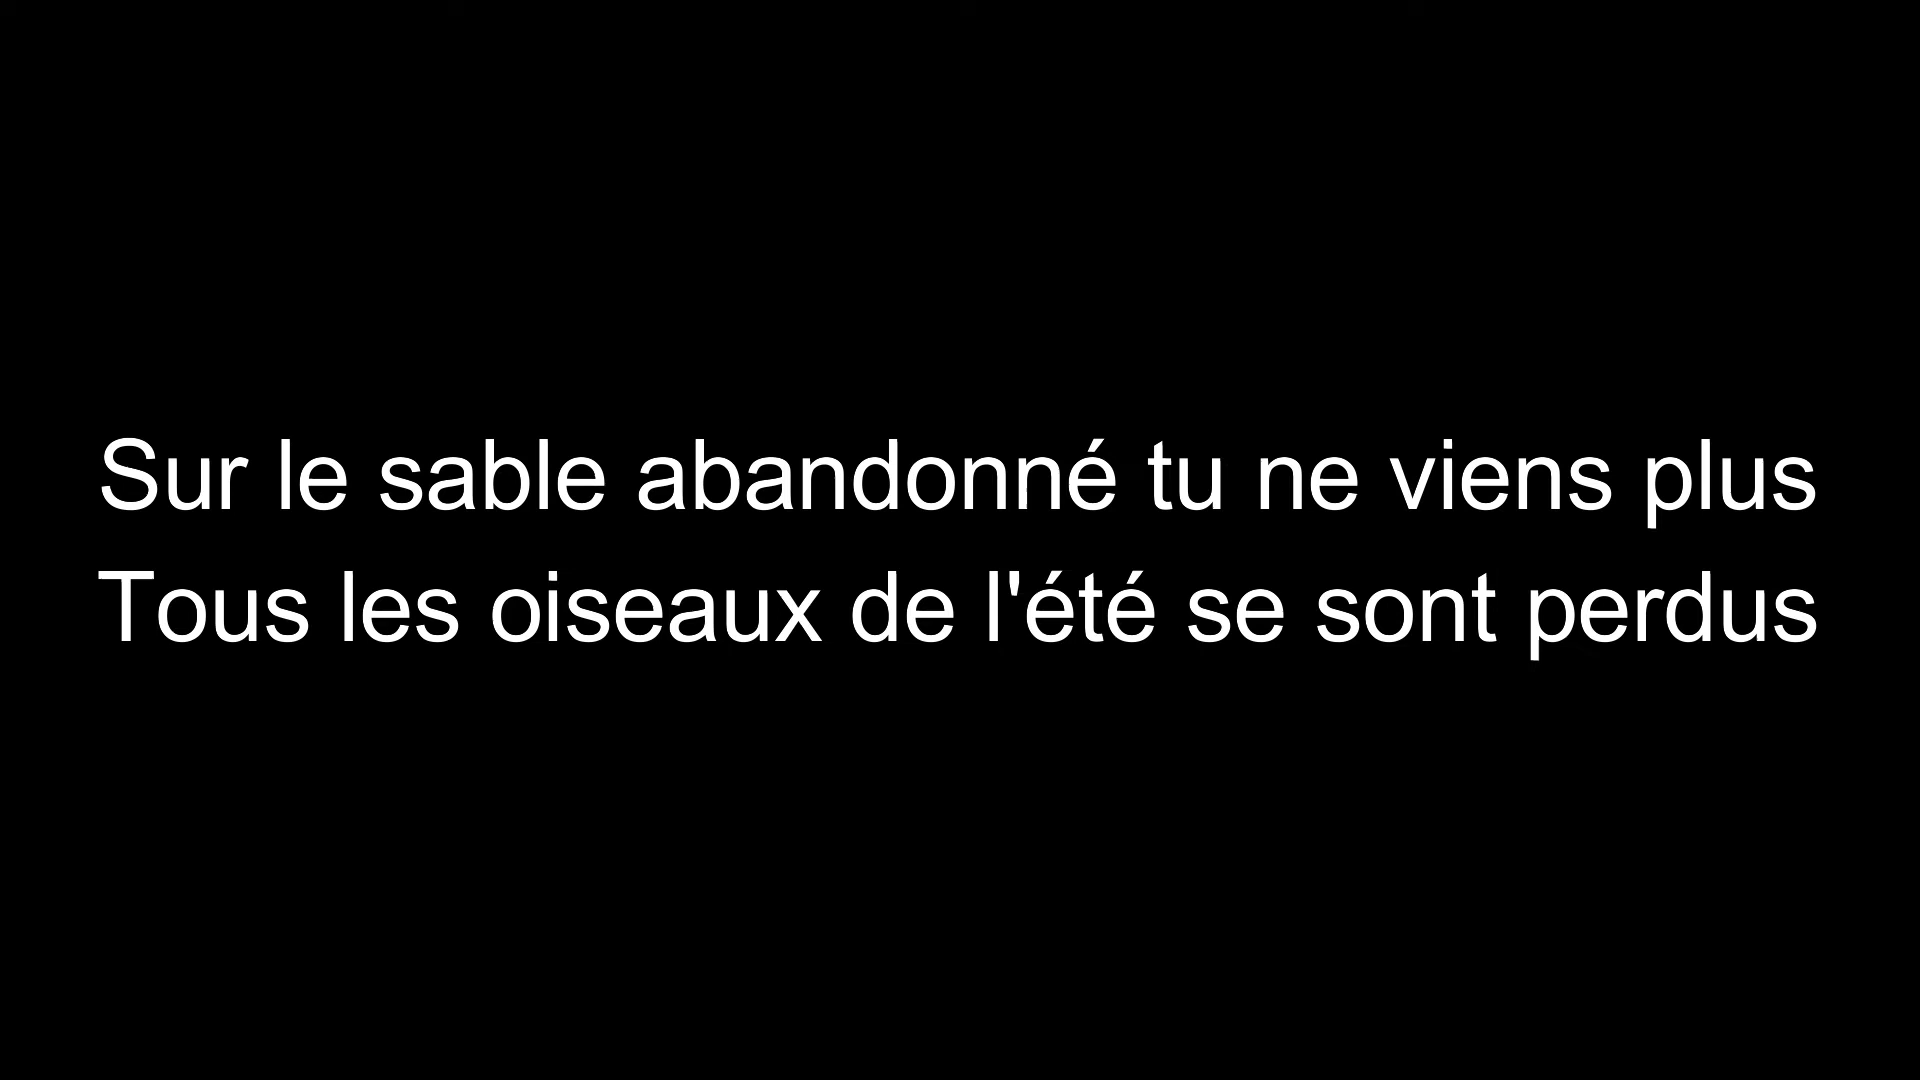 Sur le sable abandonné tu ne viens plus
Tous les oiseaux de l'été se sont perdus